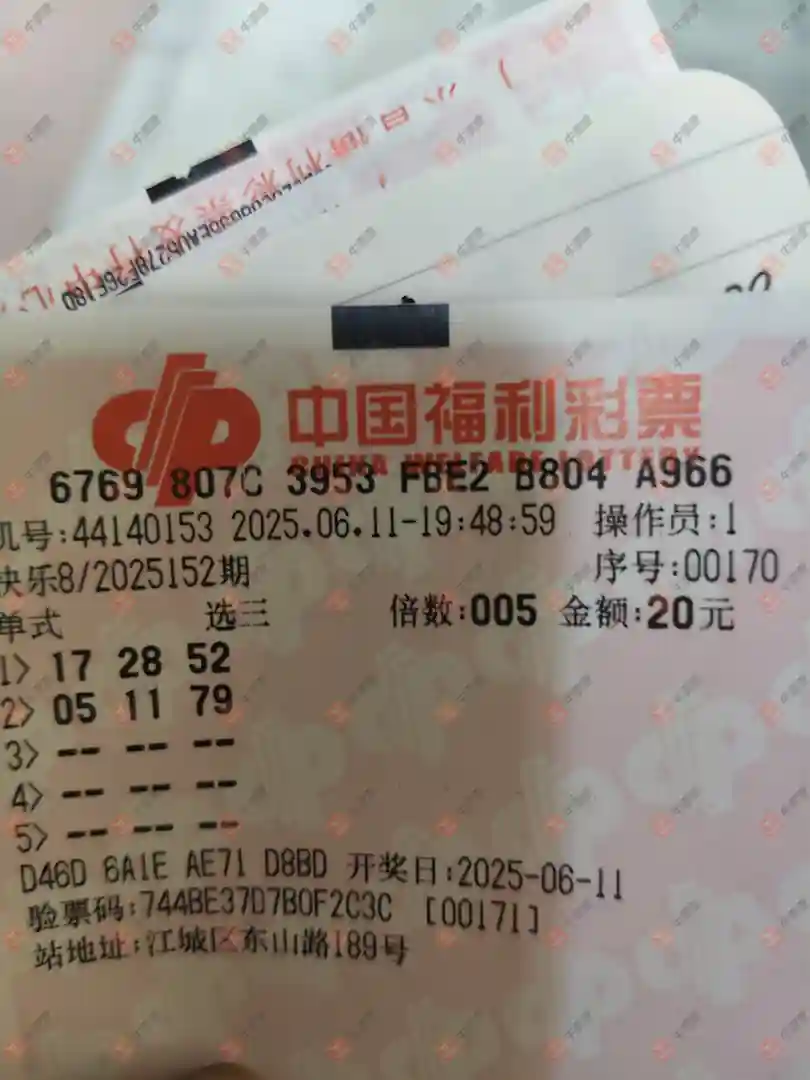 中国福利彩票
CHINA WELFARE LOTTERY
6769 807C 3953 FBE2 B804 A966
机号:44140153 2025.06.11-19:48:59 操作员:1
快乐8/2025152期 序号:00170
单式 选三 倍数:005 金额:20元
1> 17 28 52
2> 05 11 79
3> -- -- --
4> -- -- --
5> -- -- --
D46D 6A1E AE71 D8BD 开奖日:2025-06-11
验票码:744BE37D7B0F2C3C [00171]
站地址:江城区东山路189号